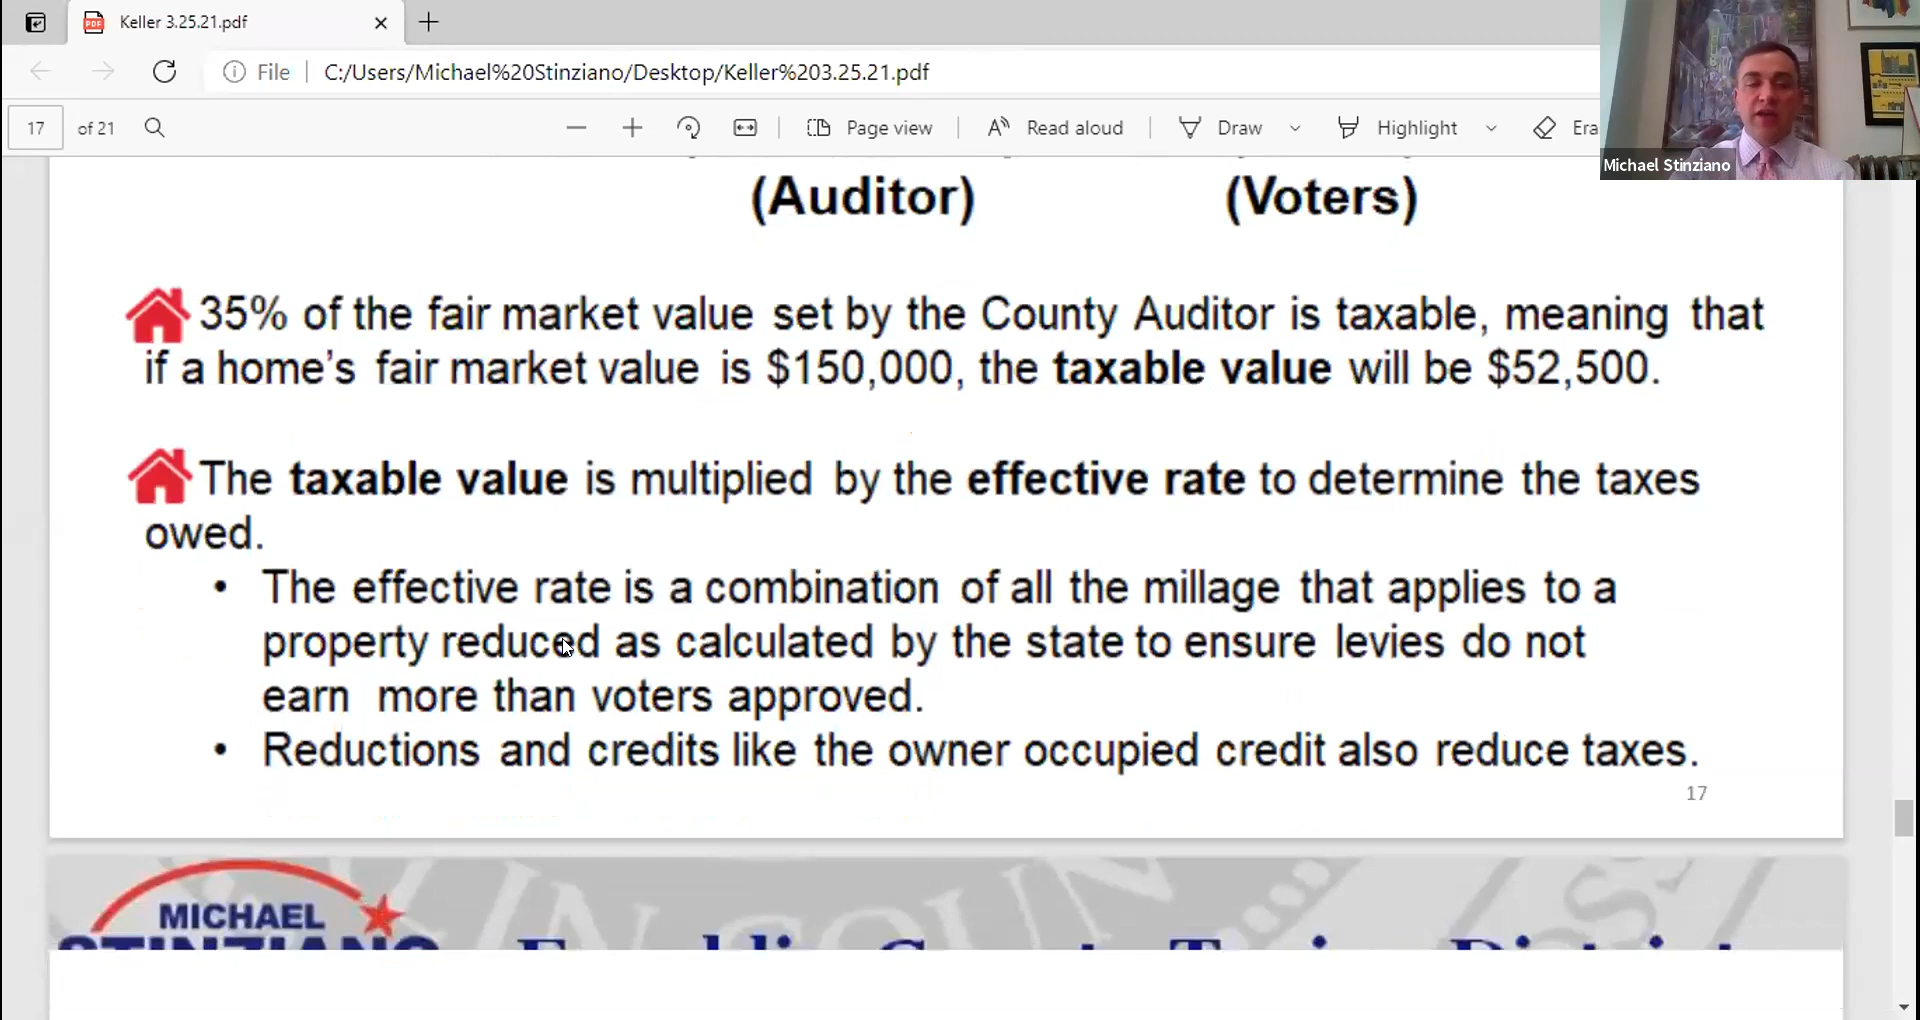 Keller 3.25.21.pdf
File C:/Users/Michael%20Stinziano/Desktop/Keller%203.25.21.pdf
17 of 21 Page view A Read aloud Draw Highlight Era
Michael Stinziano
(Auditor) (Voters)
35% of the fair market value set by the County Auditor is taxable, meaning that
if a home’s fair market value is $150,000, the taxable value will be $52,500.
The taxable value is multiplied by the effective rate to determine the taxes
owed.
• The effective rate is a combination of all the millage that applies to a
property reduced as calculated by the state to ensure levies do not
earn more than voters approved.
• Reductions and credits like the owner occupied credit also reduce taxes.
17
MICHAEL
STINZIANO